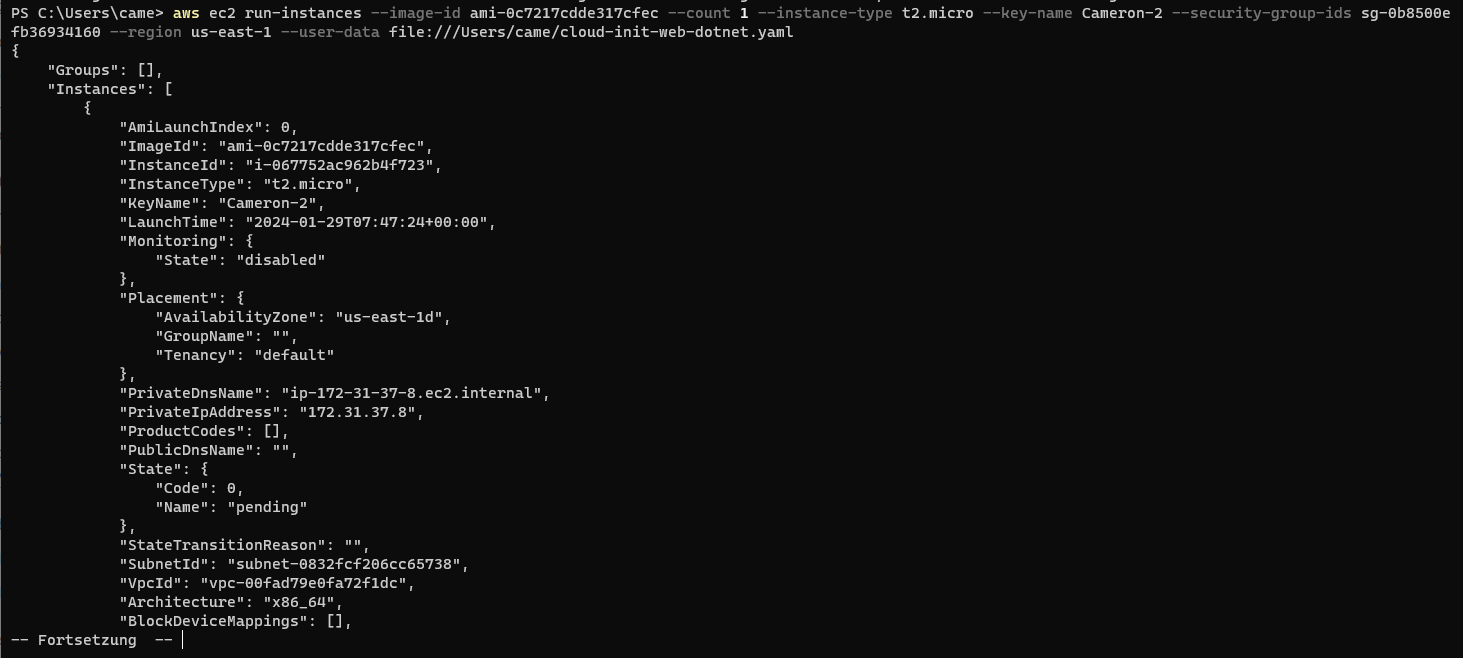 PS C:\Users\came> aws ec2 run-instances --image-id ami-0c7217cdde317cfec --count 1 --instance-type t2.micro --key-name Cameron-2 --security-group-ids sg-0b8500e
fb36934160 --region us-east-1 --user-data file:///Users/came/cloud-init-web-dotnet.yaml
{
    "Groups": [],
    "Instances": [
        {
            "AmiLaunchIndex": 0,
            "ImageId": "ami-0c7217cdde317cfec",
            "InstanceId": "i-067752ac962b4f723",
            "InstanceType": "t2.micro",
            "KeyName": "Cameron-2",
            "LaunchTime": "2024-01-29T07:47:24+00:00",
            "Monitoring": {
                "State": "disabled"
            },
            "Placement": {
                "AvailabilityZone": "us-east-1d",
                "GroupName": "",
                "Tenancy": "default"
            },
            "PrivateDnsName": "ip-172-31-37-8.ec2.internal",
            "PrivateIpAddress": "172.31.37.8",
            "ProductCodes": [],
            "PublicDnsName": "",
            "State": {
                "Code": 0,
                "Name": "pending"
            },
            "StateTransitionReason": "",
            "SubnetId": "subnet-0832fcf206cc65738",
            "VpcId": "vpc-00fad79e0fa72f1dc",
            "Architecture": "x86_64",
            "BlockDeviceMappings": [],
-- Fortsetzung  --